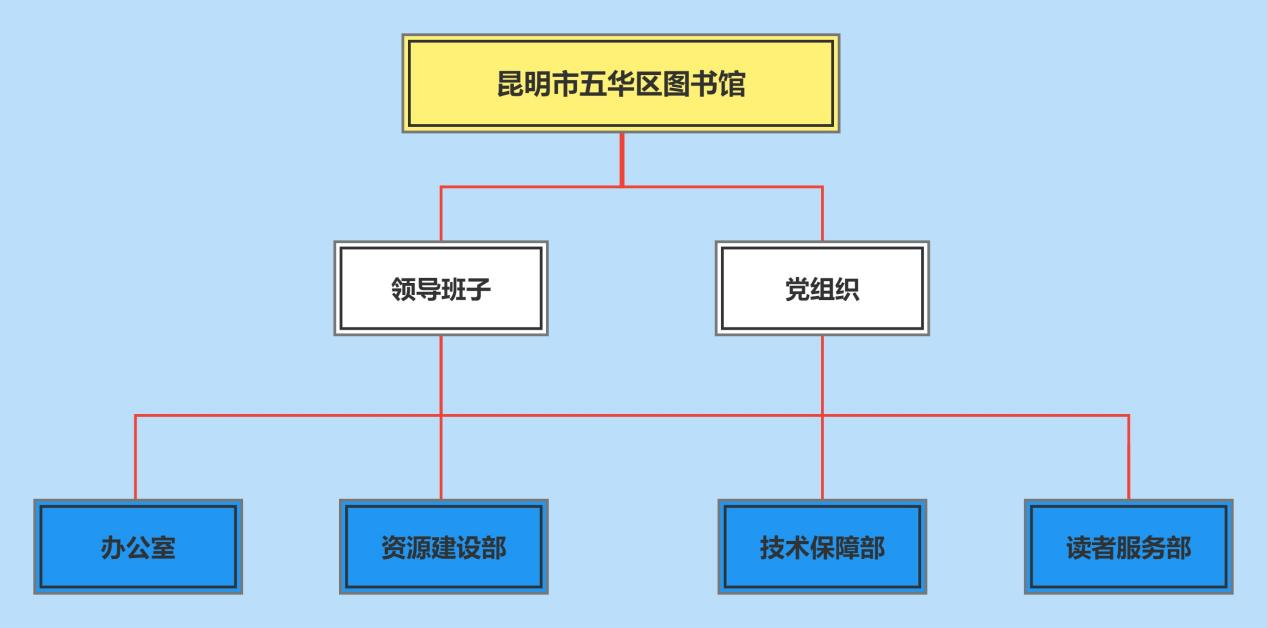 昆明市五华区图书馆
领导班子
党组织
办公室
资源建设部
技术保障部
读者服务部